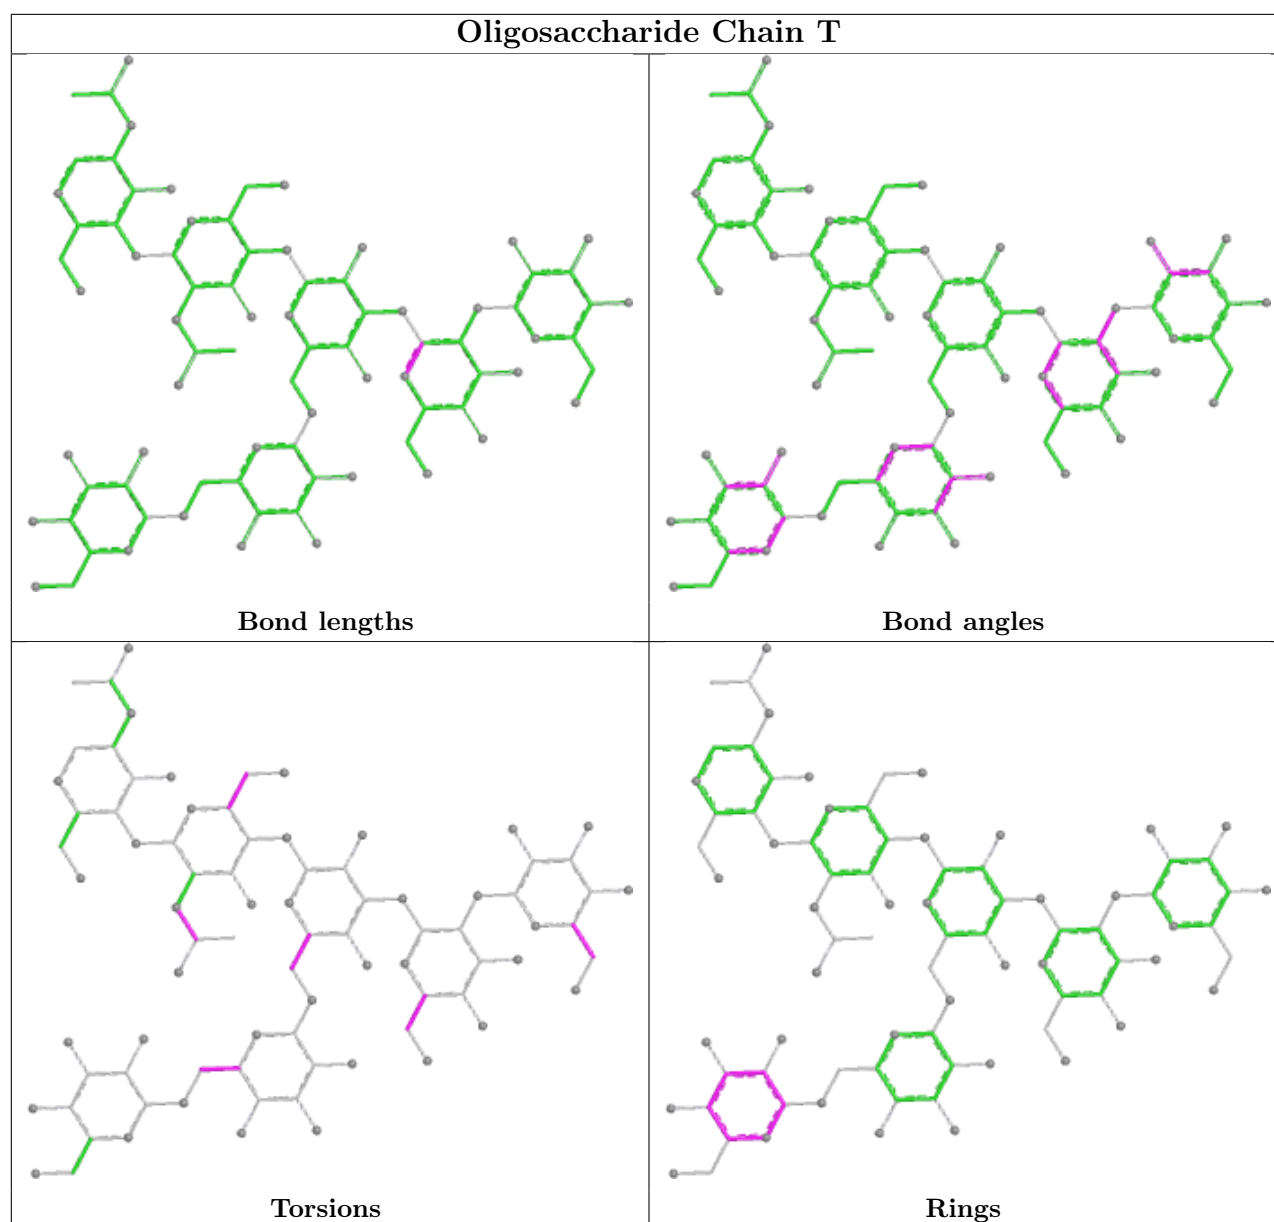 Oligosaccharide Chain T
Bond lengths
Bond angles
Torsions
Rings